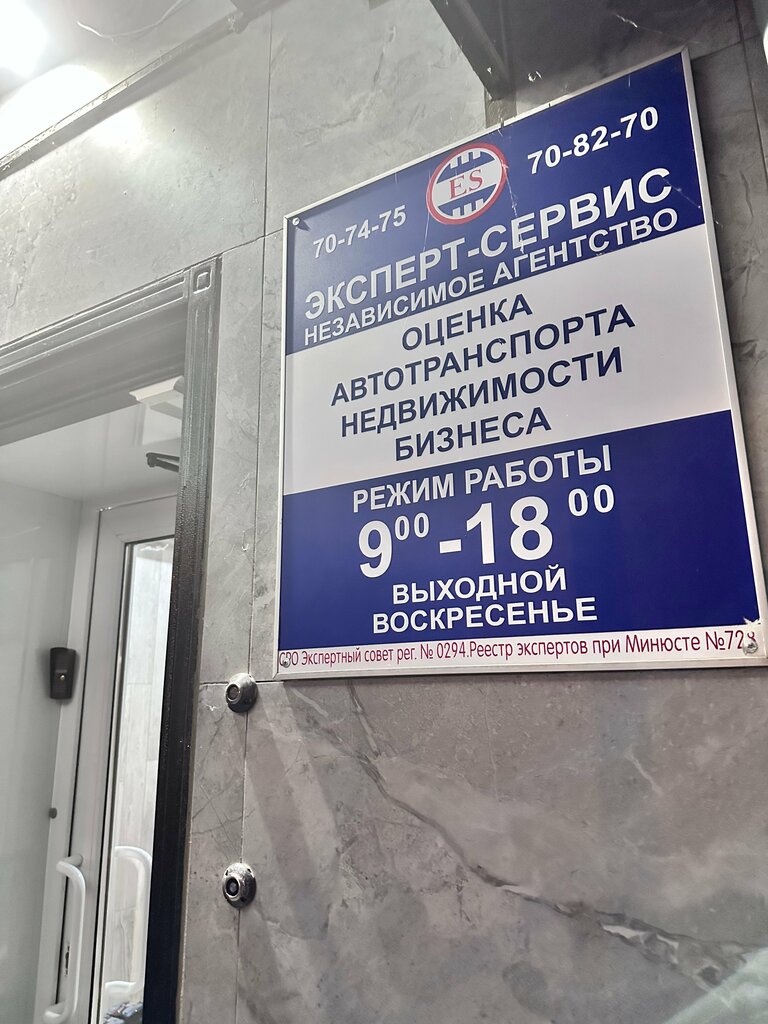 70-74-75
ES
70-82-70
ЭКСПЕРТ-СЕРВИС
НЕЗАВИСИМОЕ АГЕНТСТВО
ОЦЕНКА
АВТОТРАНСПОРТА
НЕДВИЖИМОСТИ
БИЗНЕСА
РЕЖИМ РАБОТЫ
9⁰⁰-18⁰⁰
ВЫХОДНОЙ
ВОСКРЕСЕНЬЕ
СРО Экспертный совет рег. № 0294.Реестр экспертов при Минюсте №728